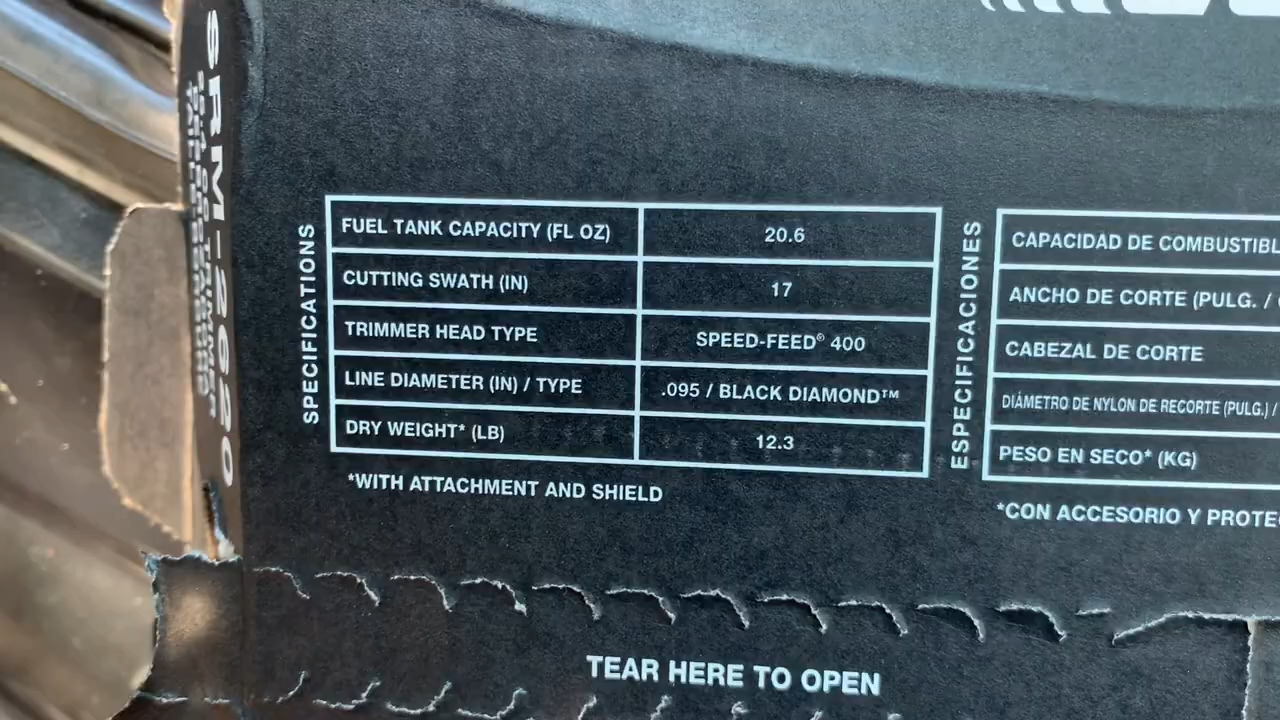 SRM-2620
SPECIFICATIONS
FUEL TANK CAPACITY (FL OZ) 20.6
CUTTING SWATH (IN) 17
TRIMMER HEAD TYPE SPEED-FEED® 400
LINE DIAMETER (IN) / TYPE .095 / BLACK DIAMOND™
DRY WEIGHT* (LB) 12.3
*WITH ATTACHMENT AND SHIELD
ESPECIFICACIONES
CAPACIDAD DE COMBUSTIBL
ANCHO DE CORTE (PULG. /
CABEZAL DE CORTE
DIÁMETRO DE NYLON DE RECORTE (PULG.) /
PESO EN SECO* (KG)
*CON ACCESORIO Y PROTE
TEAR HERE TO OPEN